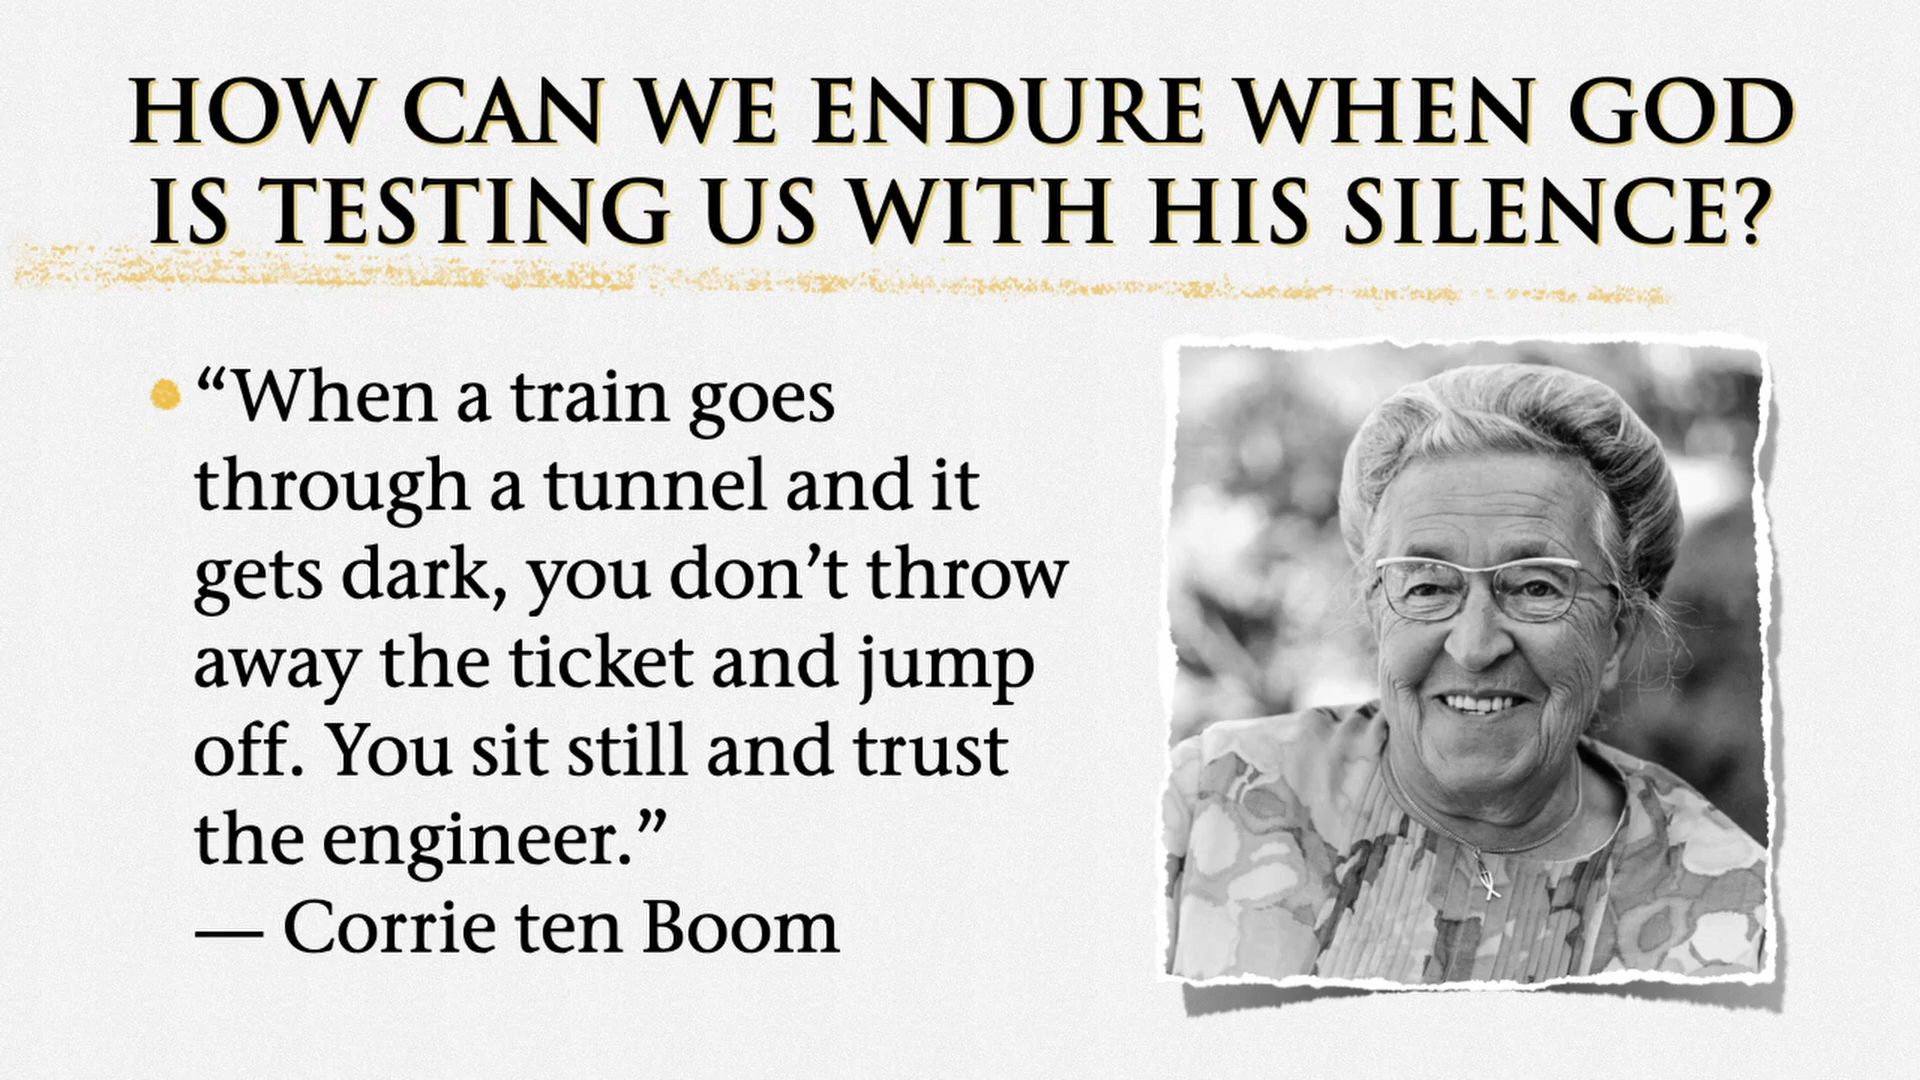 HOW CAN WE ENDURE WHEN GOD
IS TESTING US WITH HIS SILENCE?
“When a train goes
through a tunnel and it
gets dark, you don’t throw
away the ticket and jump
off. You sit still and trust
the engineer.”
— Corrie ten Boom